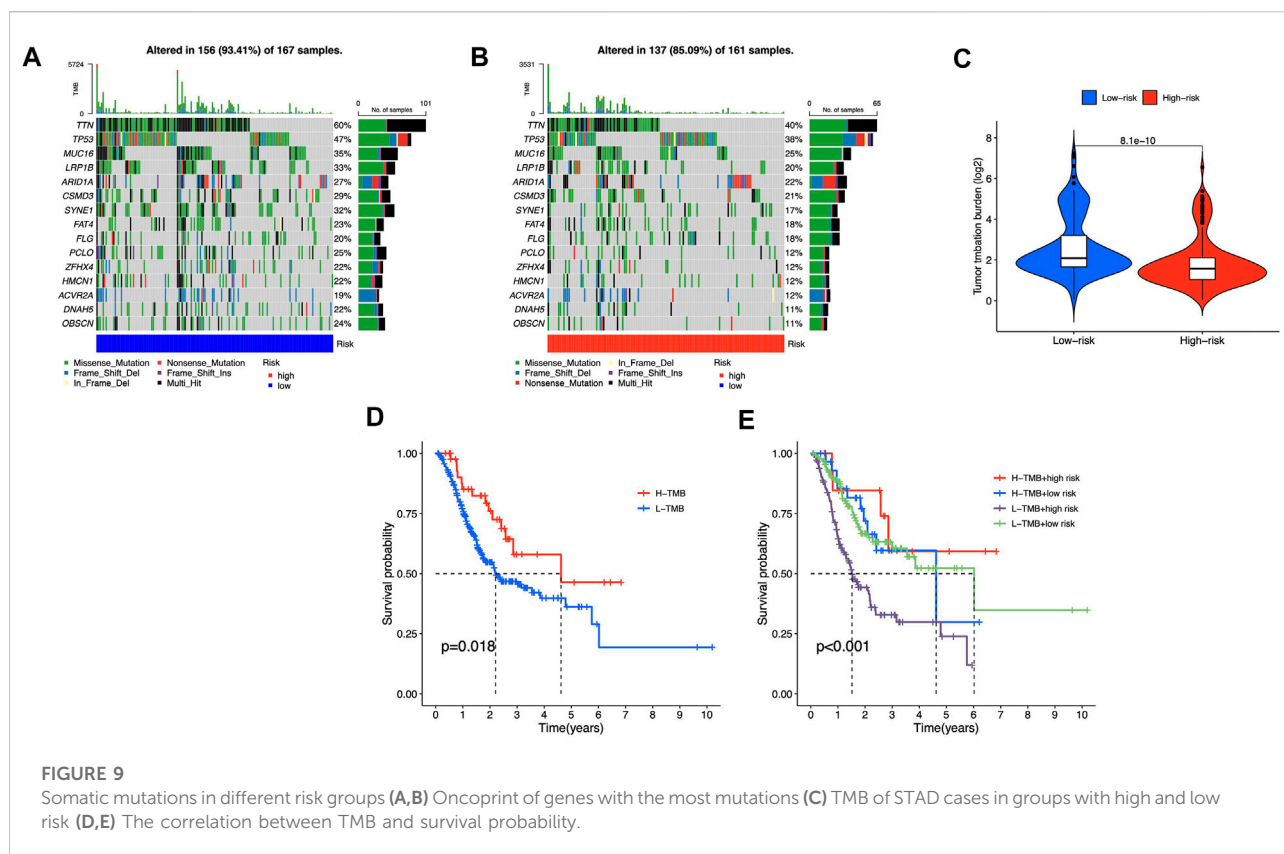 A
Altered in 156 (93.41%) of 167 samples.
5724
TMB
0
0 No. of samples 101
TTN 60%
TP53 47%
MUC16 35%
LRP1B 33%
ARID1A 27%
CSMD3 29%
SYNE1 32%
FAT4 23%
FLG 20%
PCLO 25%
ZFHX4 22%
HMCN1 22%
ACVR2A 19%
DNAH5 22%
OBSCN 24%
Risk
Missense_Mutation Nonsense_Mutation Risk
Frame_Shift_Del Frame_Shift_Ins high
In_Frame_Del Multi_Hit low
B
Altered in 137 (85.09%) of 161 samples.
3531
TMB
0
0 No. of samples 65
TTN 40%
TP53 38%
MUC16 25%
LRP1B 20%
ARID1A 22%
CSMD3 21%
SYNE1 17%
FAT4 18%
FLG 18%
PCLO 12%
ZFHX4 12%
HMCN1 12%
ACVR2A 12%
DNAH5 11%
OBSCN 11%
Risk
Missense_Mutation In_Frame_Del Risk
Frame_Shift_Del Frame_Shift_Ins high
Nonsense_Mutation Multi_Hit low
C
Low-risk High-risk
8.1e-10
Tumor tmbation burden (log2)
8
6
4
2
0
Low-risk High-risk
D
H-TMB
L-TMB
Survival probability
1.00
0.75
0.50
0.25
0.00
p=0.018
0 1 2 3 4 5 6 7 8 9 10
Time(years)
E
H-TMB+high risk
H-TMB+low risk
L-TMB+high risk
L-TMB+low risk
Survival probability
1.00
0.75
0.50
0.25
0.00
p<0.001
0 1 2 3 4 5 6 7 8 9 10
Time(years)
FIGURE 9
Somatic mutations in different risk groups (A,B) Oncoprint of genes with the most mutations (C) TMB of STAD cases in groups with high and low
risk (D,E) The correlation between TMB and survival probability.